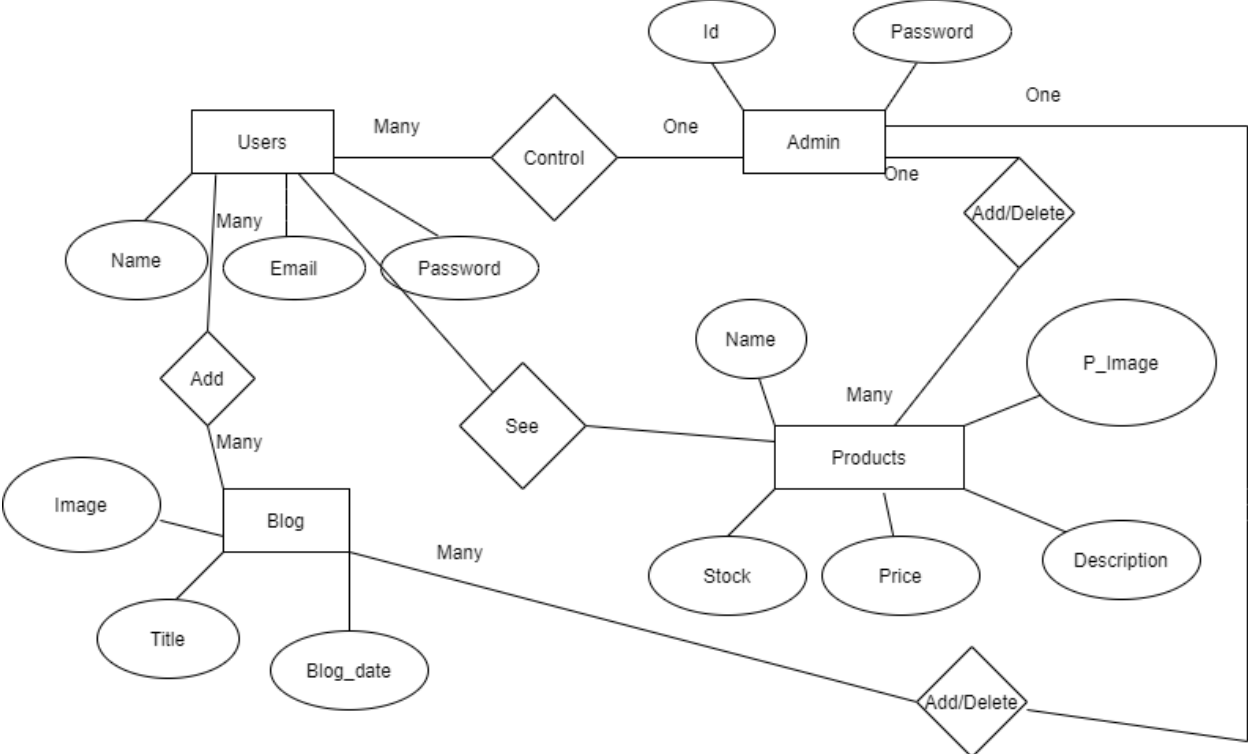 Id
Password
One
Users
Many
Control
One
Admin
One
Add/Delete
Many
Name
Email
Password
Name
P_Image
Add
See
Many
Many
Products
Image
Blog
Many
Stock
Price
Description
Title
Blog_date
Add/Delete